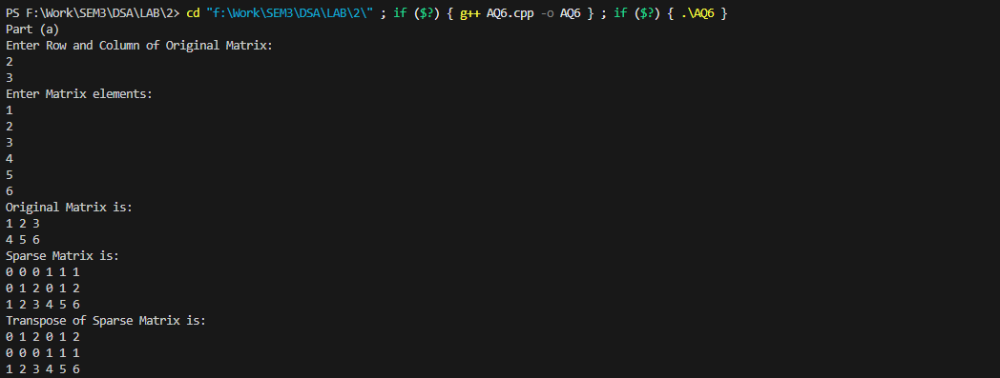 PS F:\Work\SEM3\DSA\LAB\2> cd "f:\Work\SEM3\DSA\LAB\2\" ; if ($?) { g++ AQ6.cpp -o AQ6 } ; if ($?) { .\AQ6 }
Part (a)
Enter Row and Column of Original Matrix:
2
3
Enter Matrix elements:
1
2
3
4
5
6
Original Matrix is:
1 2 3
4 5 6
Sparse Matrix is:
0 0 0 1 1 1
0 1 2 0 1 2
1 2 3 4 5 6
Transpose of Sparse Matrix is:
0 1 2 0 1 2
0 0 0 1 1 1
1 2 3 4 5 6